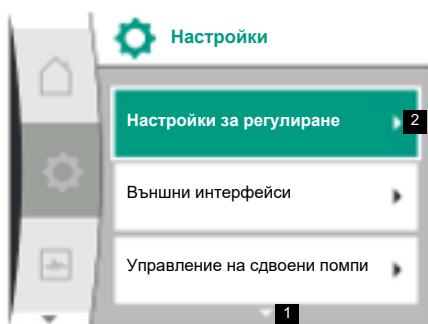 Настройки
Настройки за регулиране
2
Външни интерфейси
Управление на сдвоени помпи
1